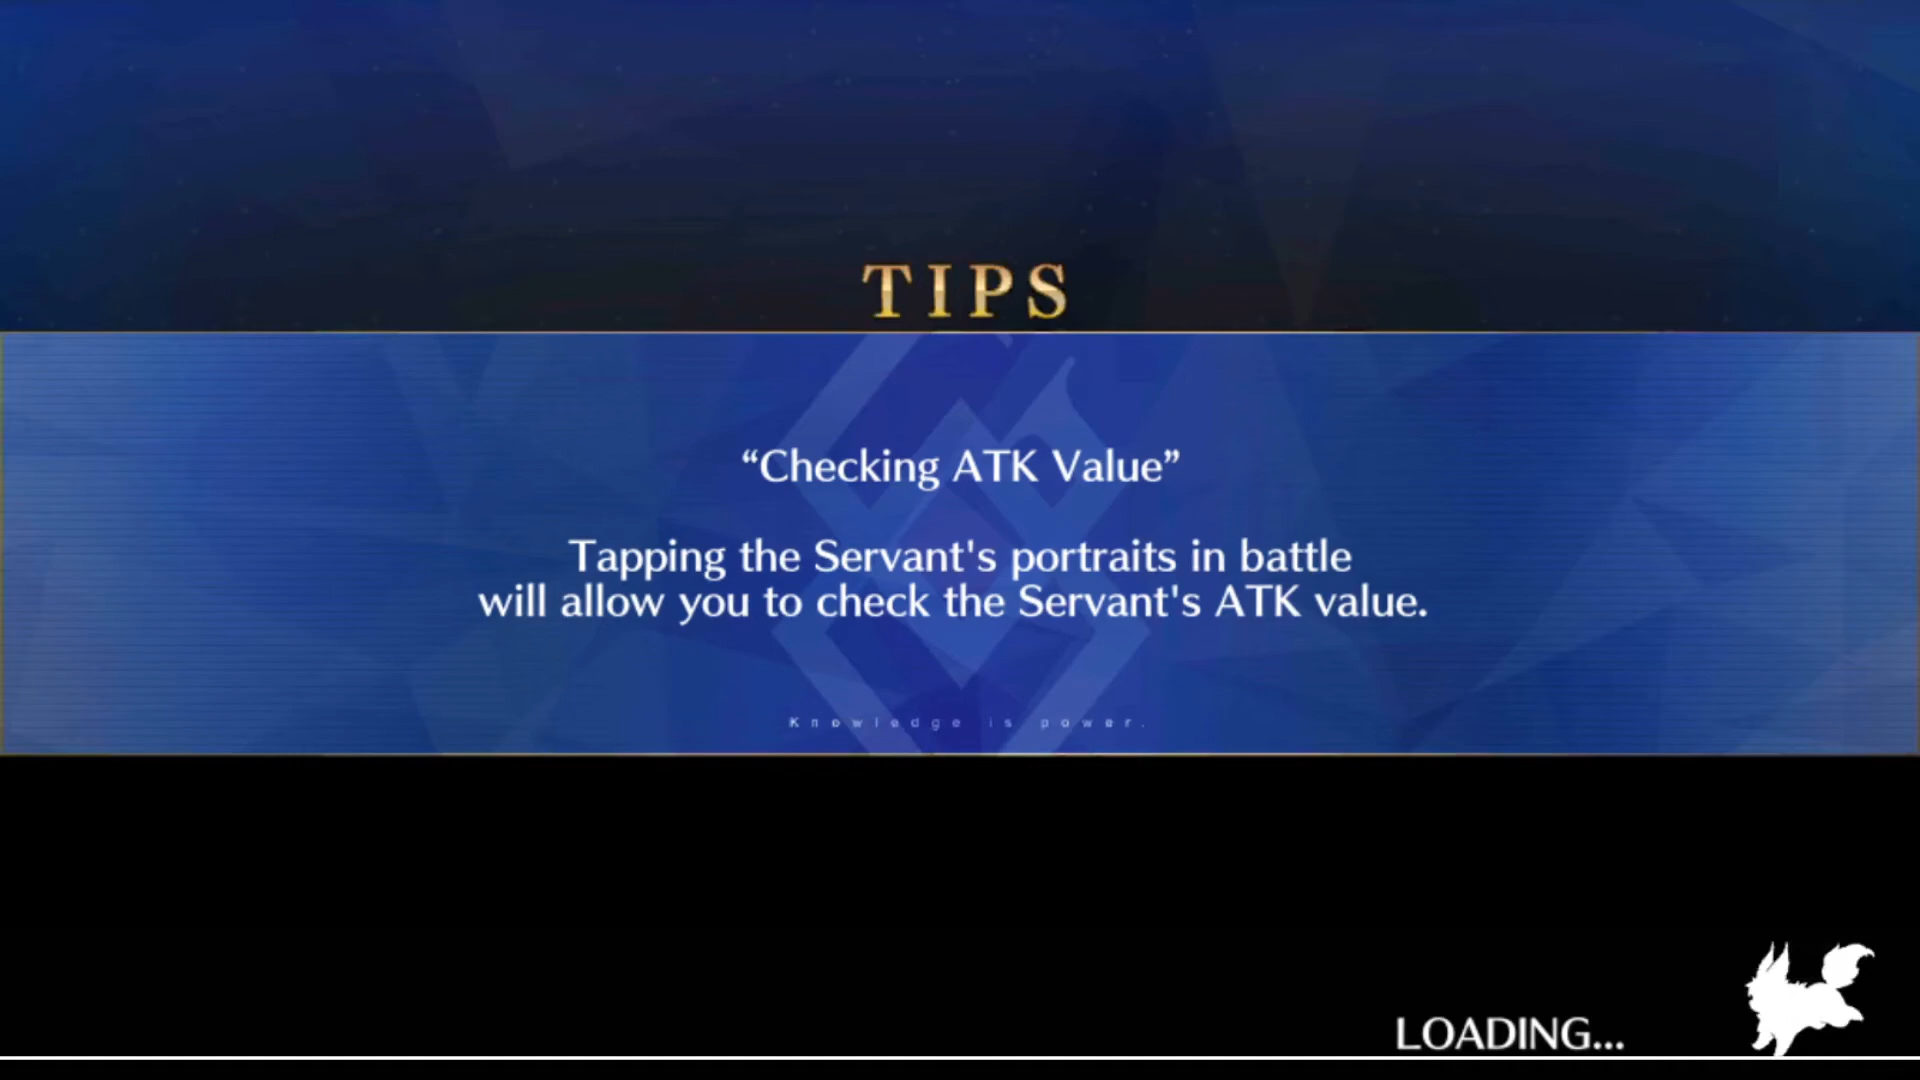 TIPS
“Checking ATK Value”
Tapping the Servant's portraits in battle
will allow you to check the Servant's ATK value.
Knowledge is power.
LOADING...